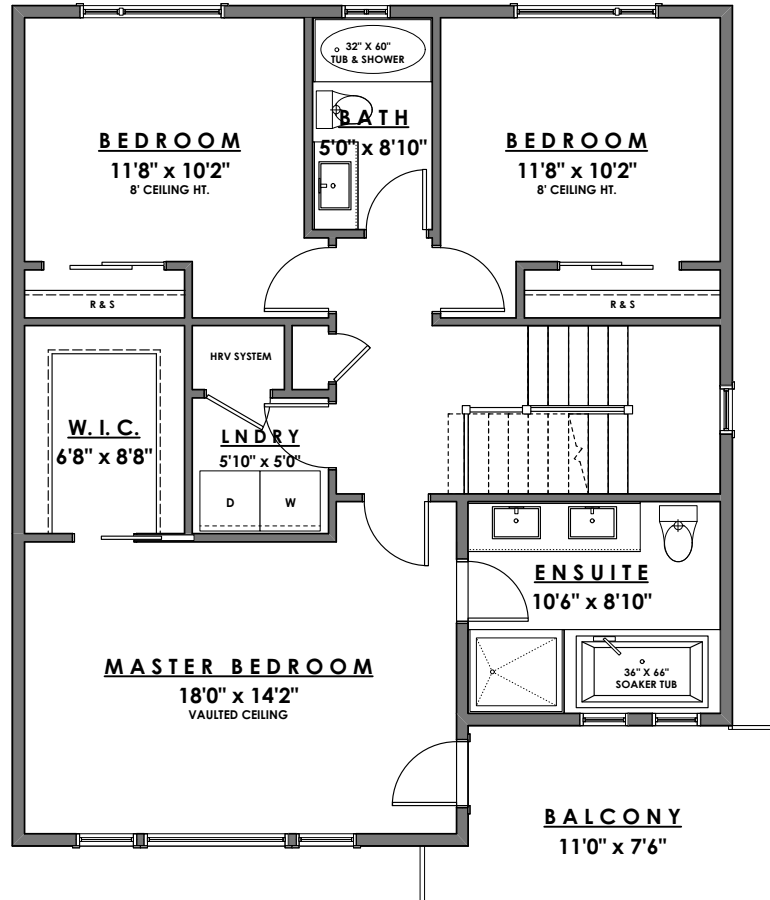 32" X 60"
TUB & SHOWER
BEDROOM
11'8" x 10'2"
8' CEILING HT.
BATH
5'0" x 8'10"
BEDROOM
11'8" x 10'2"
8' CEILING HT.
R & S
R & S
HRV SYSTEM
W. I. C.
6'8" x 8'8"
LNDRY
5'10" x 5'0"
D
W
ENSUITE
10'6" x 8'10"
MASTER BEDROOM
18'0" x 14'2"
VAULTED CEILING
36" X 66"
SOAKER TUB
BALCONY
11'0" x 7'6"